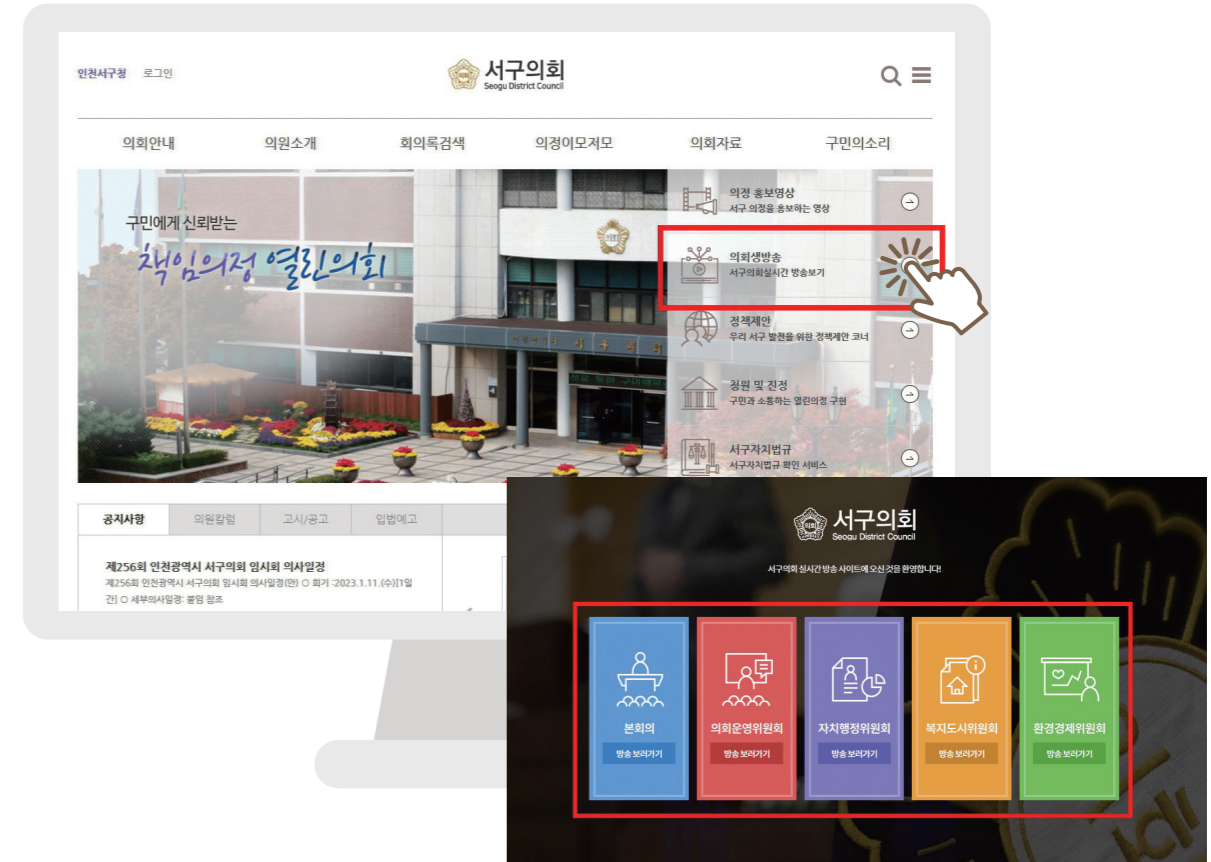 인천서구청 로그인
서구의회
Seogu District Council
의회안내 의원소개 회의록검색 의정이모저모 의회자료 구민의소리
구민에게 신뢰받는
책임의정 열린의회
의회
의정 홍보영상
서구 의정을 홍보하는 영상
의회생방송
서구의회실시간 방송보기
정책제안
우리 서구 발전을 위한 정책제안 코너
청원 및 진정
구민과 소통하는 열린의정 구현
서구자치법규
서구자치법규 확인 서비스
공지사항 의원칼럼 고시/공고 입법예고
제256회 인천광역시 서구의회 임시회 의사일정
제256회 인천광역시 서구의회 임시회 의사일정(안) ○ 회기 :2023.1.11.(수)[1일
간] ○ 세부의사일정: 붙임 참조
서구의회
Seogu District Council
서구의회 실시간 방송 사이트에 오신것을 환영합니다!
본회의 의회운영위원회 자치행정위원회 복지도시위원회 환경경제위원회
방송 보러가기 방송 보러가기 방송 보러가기 방송 보러가기 방송 보러가기